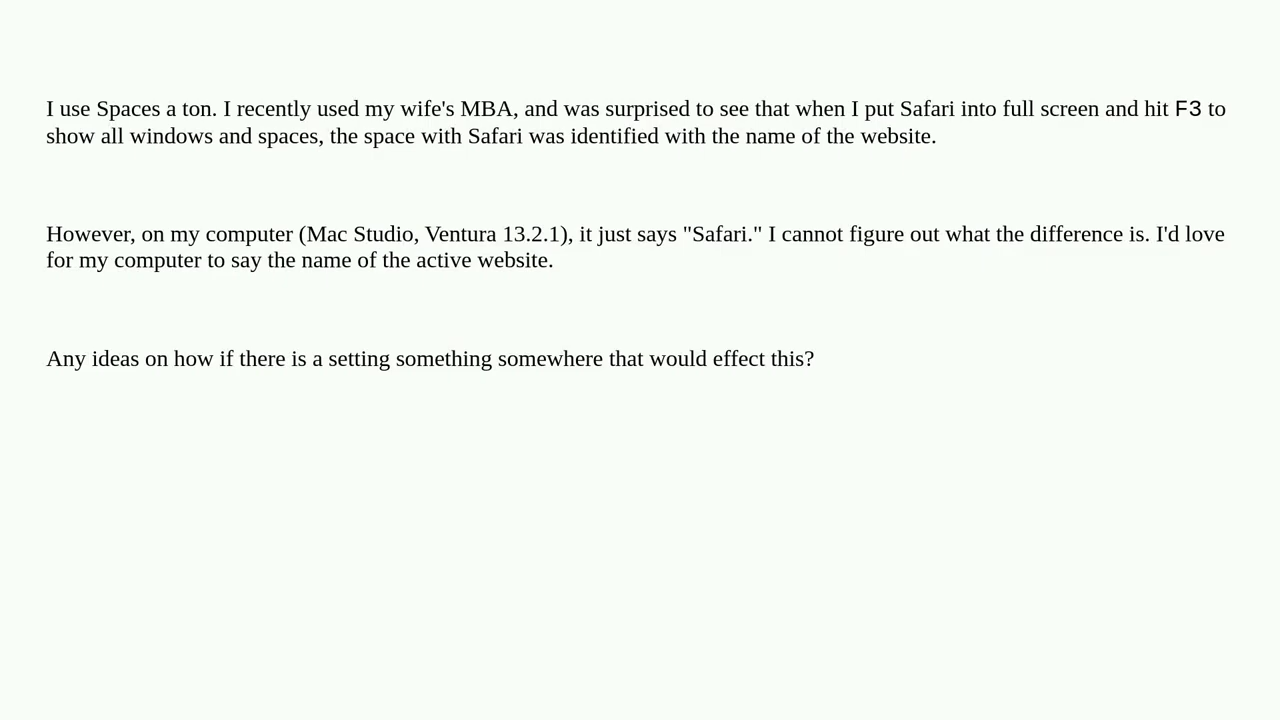 I use Spaces a ton. I recently used my wife's MBA, and was surprised to see that when I put Safari into full screen and hit F3 to
show all windows and spaces, the space with Safari was identified with the name of the website.
However, on my computer (Mac Studio, Ventura 13.2.1), it just says "Safari." I cannot figure out what the difference is. I'd love
for my computer to say the name of the active website.
Any ideas on how if there is a setting something somewhere that would effect this?